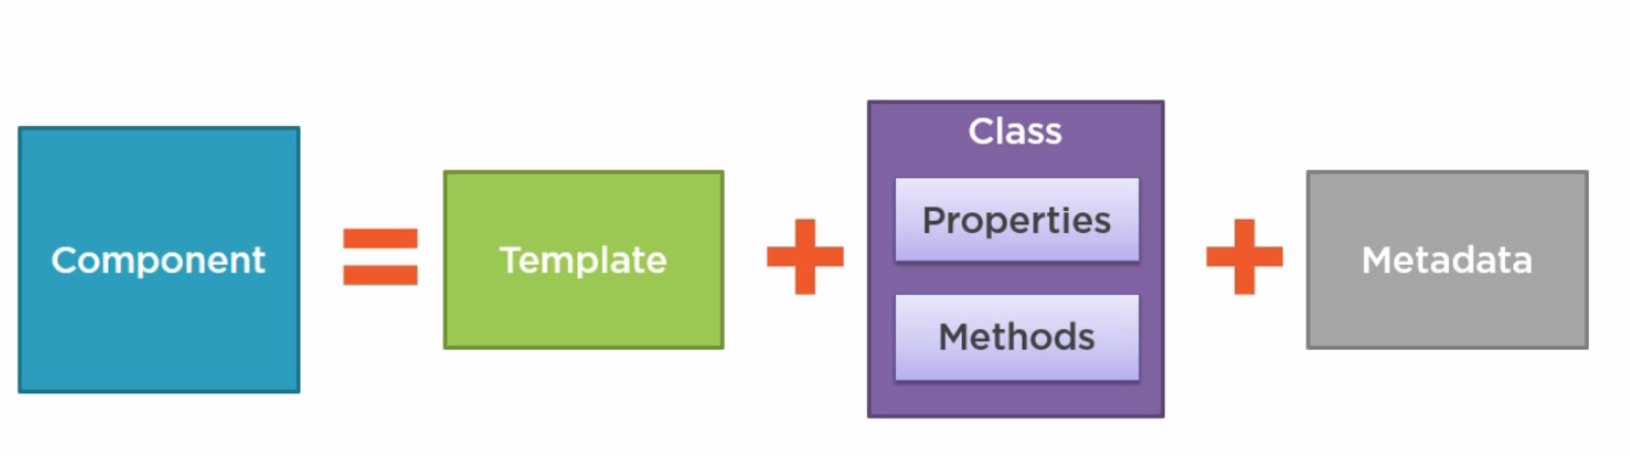 Component
=
Template
+
Class
Properties
Methods
+
Metadata